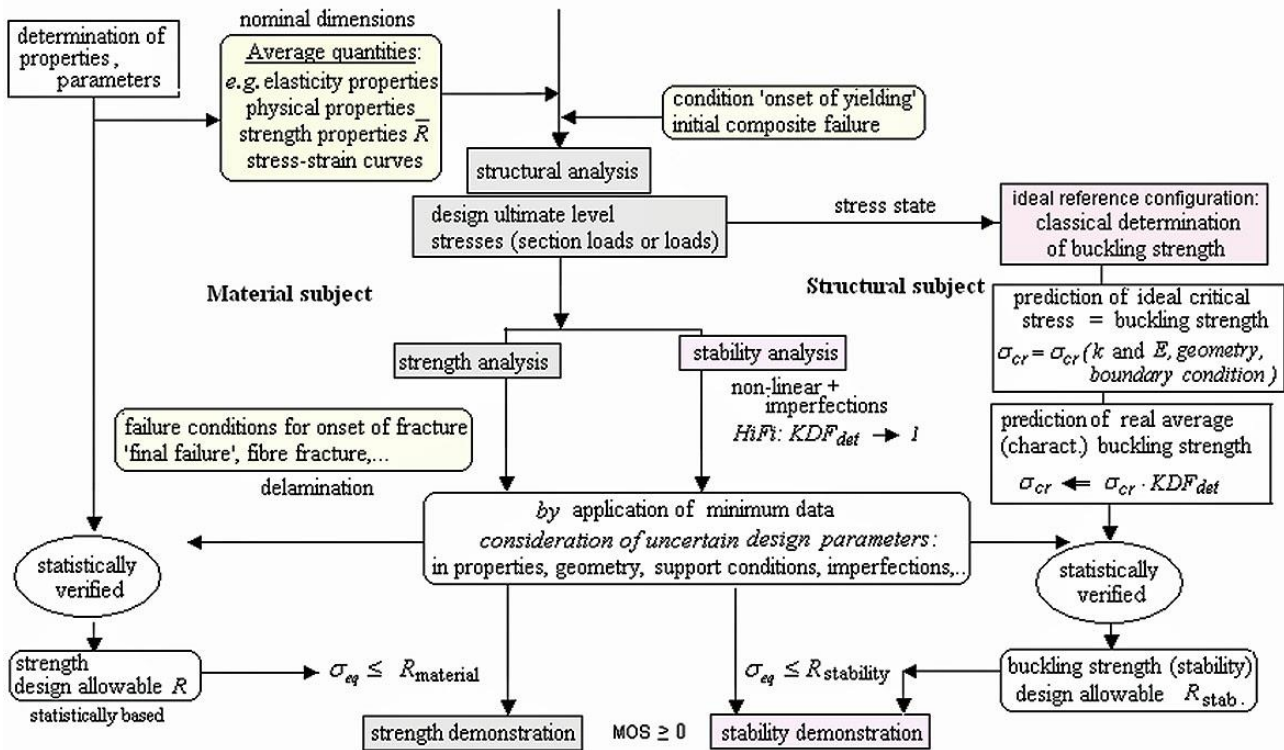 nominal dimensions
determination of
properties,
parameters
Average quantities:
e.g. elasticity properties
physical properties
strength properties R̅
stress-strain curves
condition 'onset of yielding'
initial composite failure
structural analysis
design ultimate level
stresses (section loads or loads)
stress state
ideal reference configuration:
classical determination
of buckling strength
Material subject
Structural subject
prediction of ideal critical
stress = buckling strength
σcr = σcr (k and E, geometry,
boundary condition)
strength analysis
stability analysis
non-linear +
imperfections
HiFi: KDFdet → 1
failure conditions for onset of fracture
'final failure', fibre fracture,...
delamination
prediction of real average
(charact.) buckling strength
σcr ⇐ σcr · KDFdet
by application of minimum data
consideration of uncertain design parameters:
in properties, geometry, support conditions, imperfections,..
statistically
verified
statistically
verified
strength
design allowable R
statistically based
σeq ≤ Rmaterial
σeq ≤ Rstability
buckling strength (stability)
design allowable Rstab.
strength demonstration
MOS ≥ 0
stability demonstration